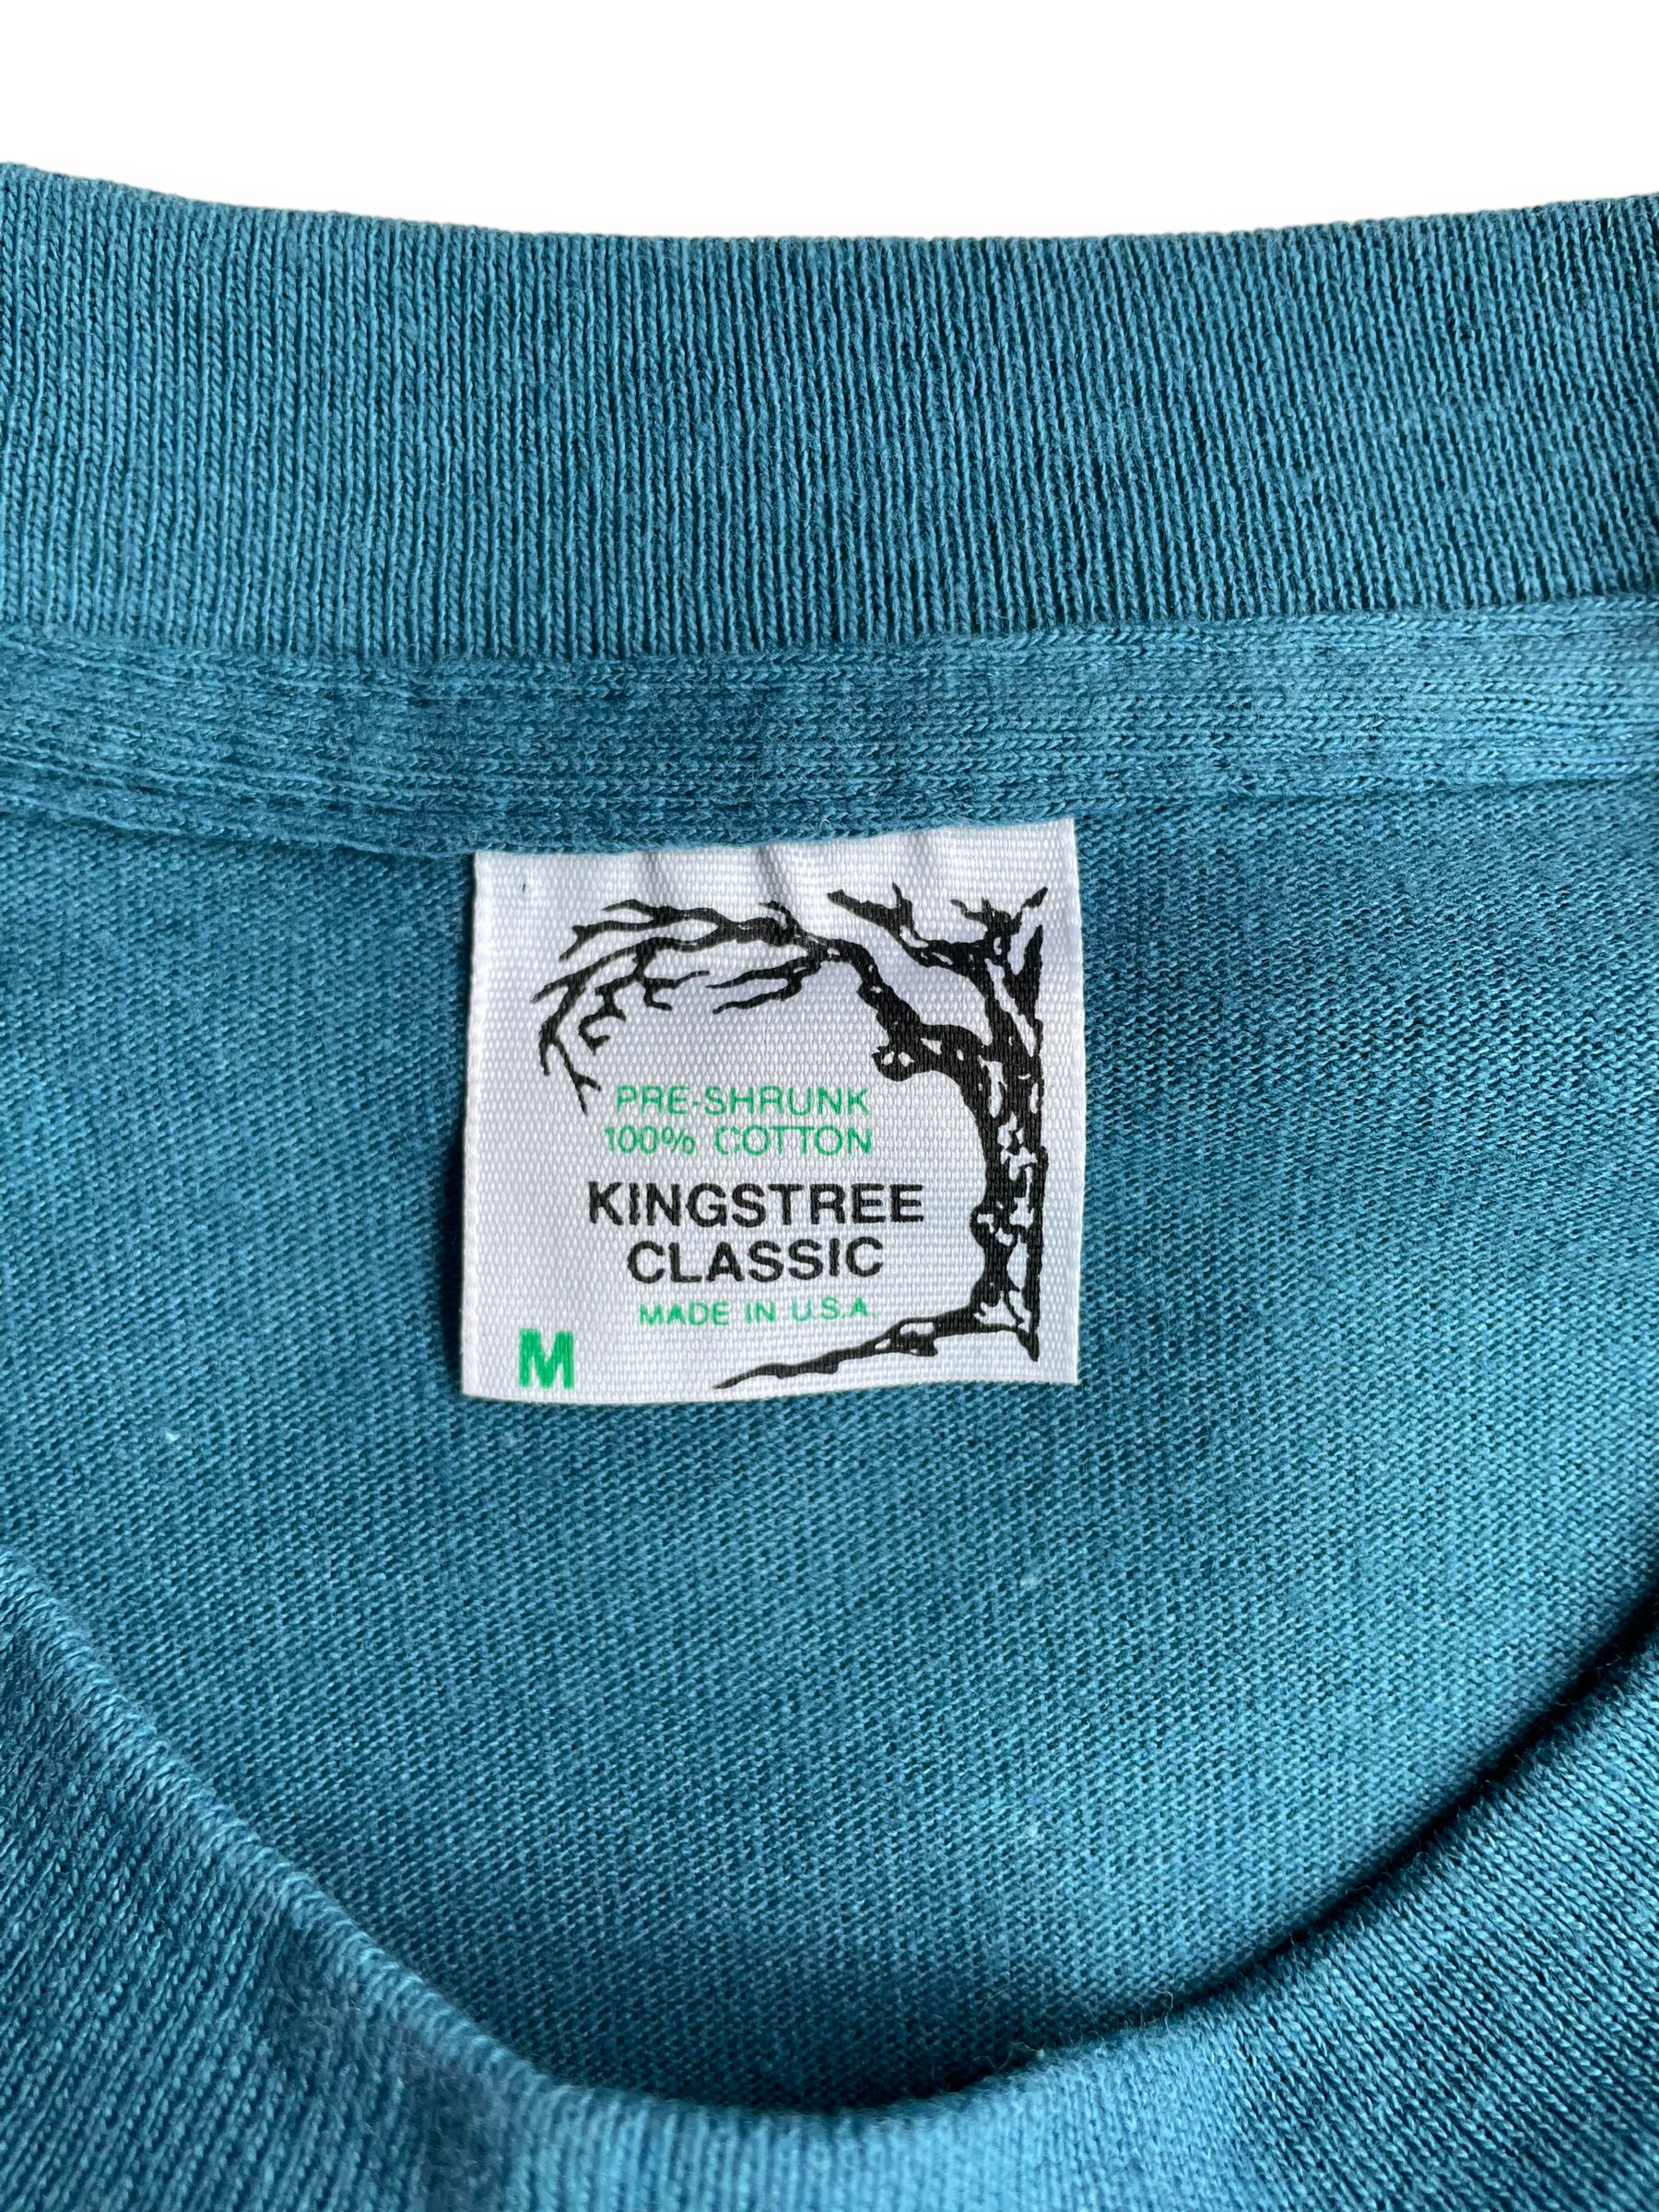 PRE-SHRUNK
100% COTTON
KINGSTREE
CLASSIC
MADE IN U.S.A.
M